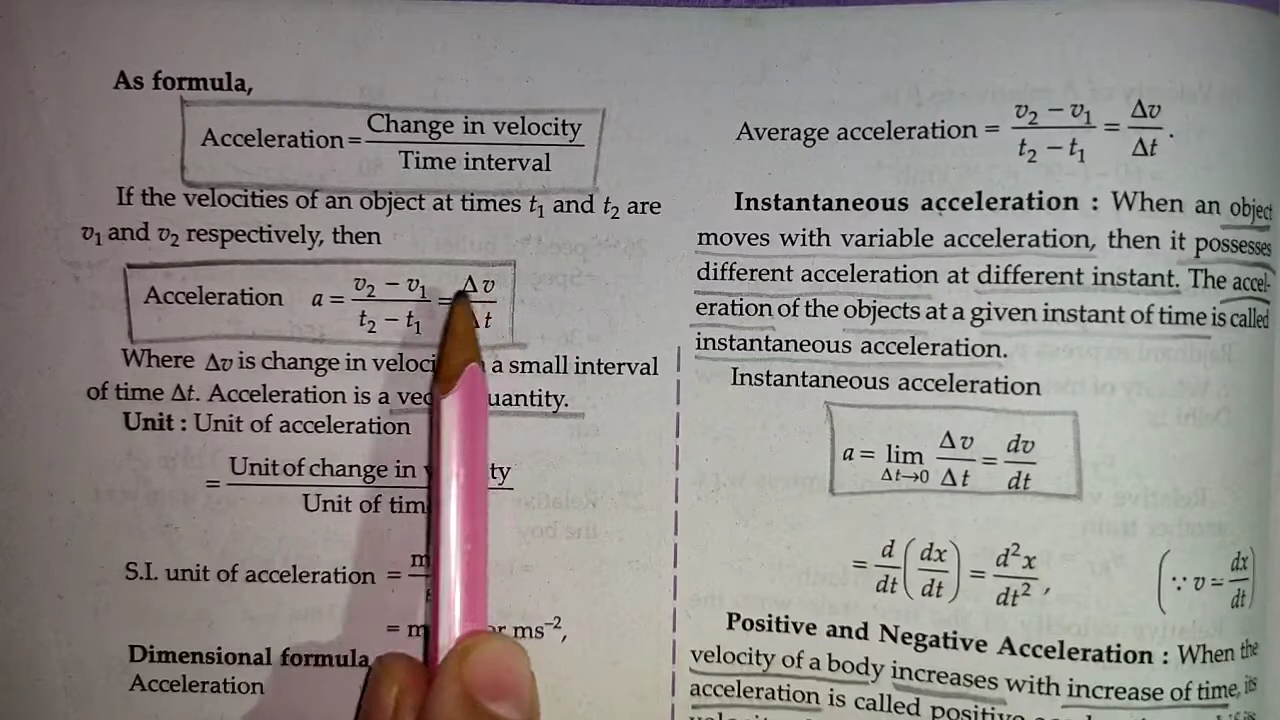 As formula,
Acceleration = Change in velocity / Time interval
If the velocities of an object at times t₁ and t₂ are
v₁ and v₂ respectively, then
Acceleration a = v₂ − v₁ / t₂ − t₁ = Δv / Δt
Where Δv is change in a small interval
of time Δt. Acceleration is a
Unit : Unit of acceleration
= Unit of change in / Unit of
S.I. unit of acceleration =
= ms⁻²,
Dimensional formula
Acceleration
Average acceleration = v₂ − v₁ / t₂ − t₁ = Δv / Δt .
Instantaneous acceleration : When an object
moves with variable acceleration, then it possesses
different acceleration at different instant. The accel-
eration of the objects at a given instant of time is called
instantaneous acceleration.
Instantaneous acceleration
a = lim Δt→0 Δv / Δt = dv / dt
= d / dt ( dx / dt ) = d²x / dt² , ( ∵ v = dx / dt )
Positive and Negative Acceleration : When the
velocity of a body increases with increase of time, its
acceleration is called positive